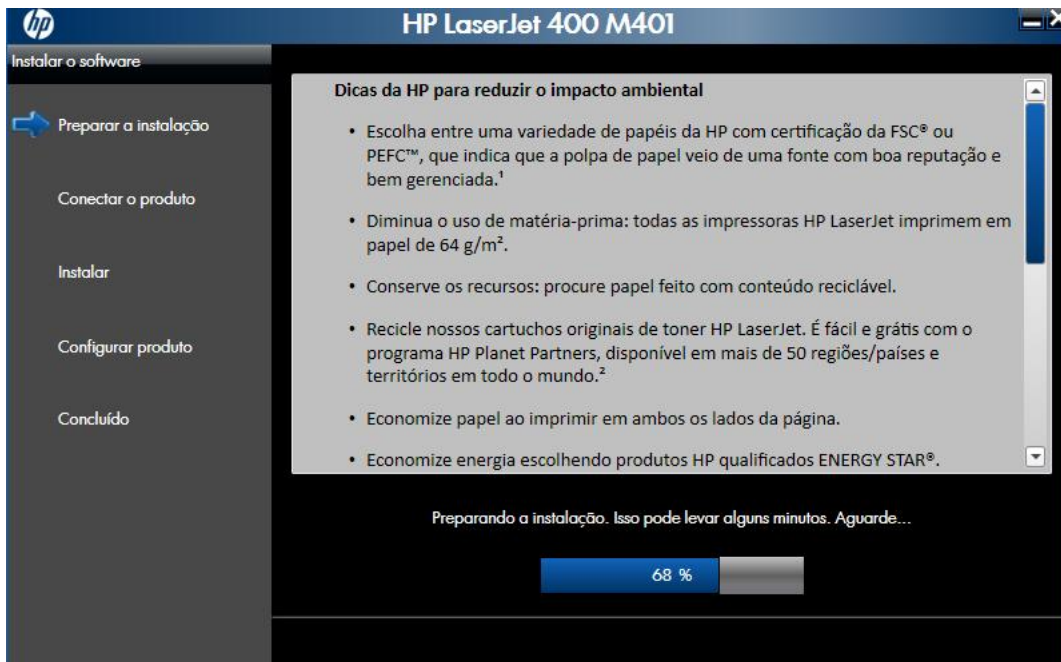 hp
HP LaserJet 400 M401
Instalar o software
Preparar a instalação
Conectar o produto
Instalar
Configurar produto
Concluído
Dicas da HP para reduzir o impacto ambiental
• Escolha entre uma variedade de papéis da HP com certificação da FSC® ou
PEFC™, que indica que a polpa de papel veio de uma fonte com boa reputação e
bem gerenciada.¹
• Diminua o uso de matéria-prima: todas as impressoras HP LaserJet imprimem em
papel de 64 g/m².
• Conserve os recursos: procure papel feito com conteúdo reciclável.
• Recicle nossos cartuchos originais de toner HP LaserJet. É fácil e grátis com o
programa HP Planet Partners, disponível em mais de 50 regiões/países e
territórios em todo o mundo.²
• Economize papel ao imprimir em ambos os lados da página.
• Economize energia escolhendo produtos HP qualificados ENERGY STAR®.
Preparando a instalação. Isso pode levar alguns minutos. Aguarde...
68 %